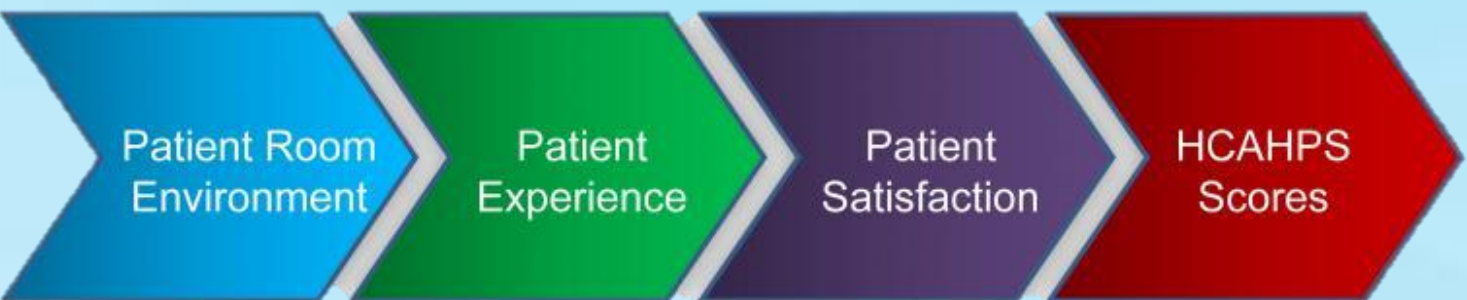 Patient Room
Environment
Patient
Experience
Patient
Satisfaction
HCAHPS
Scores